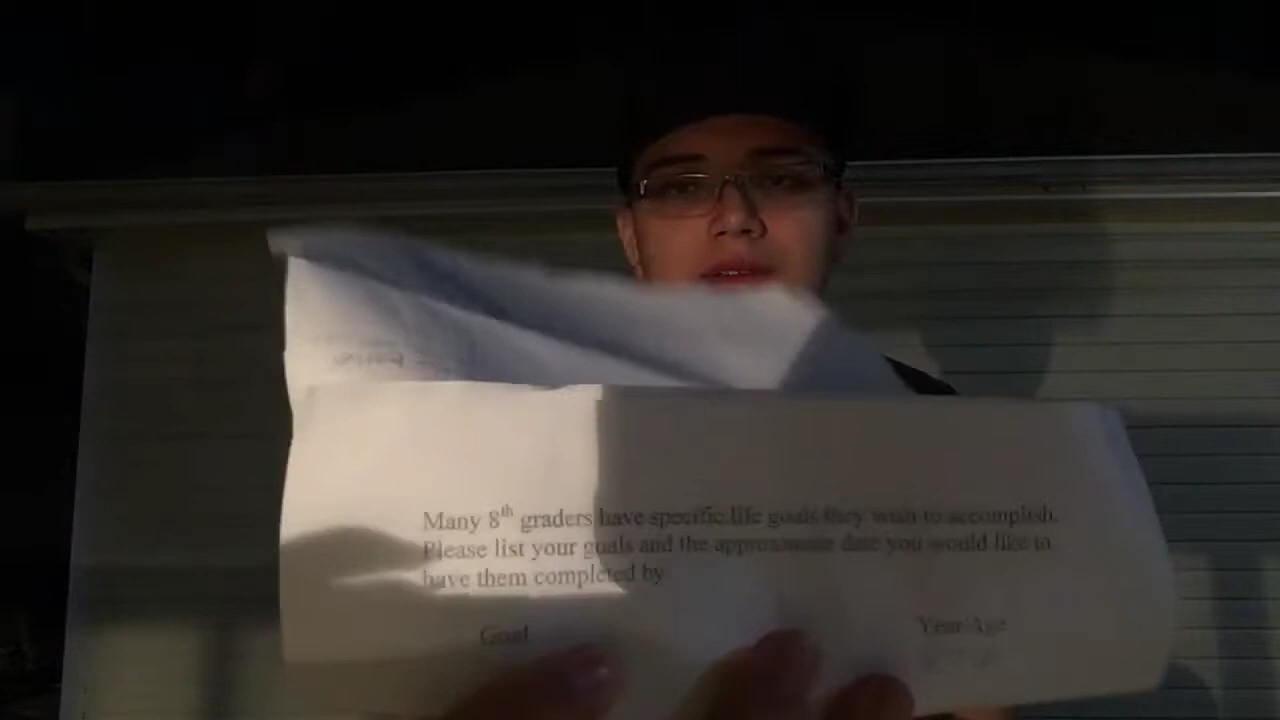 Many 8th graders have specific life goals they wish to accomplish.
Please list your goals and the approximate date you would like to
have them completed by
Goal
Year/Age